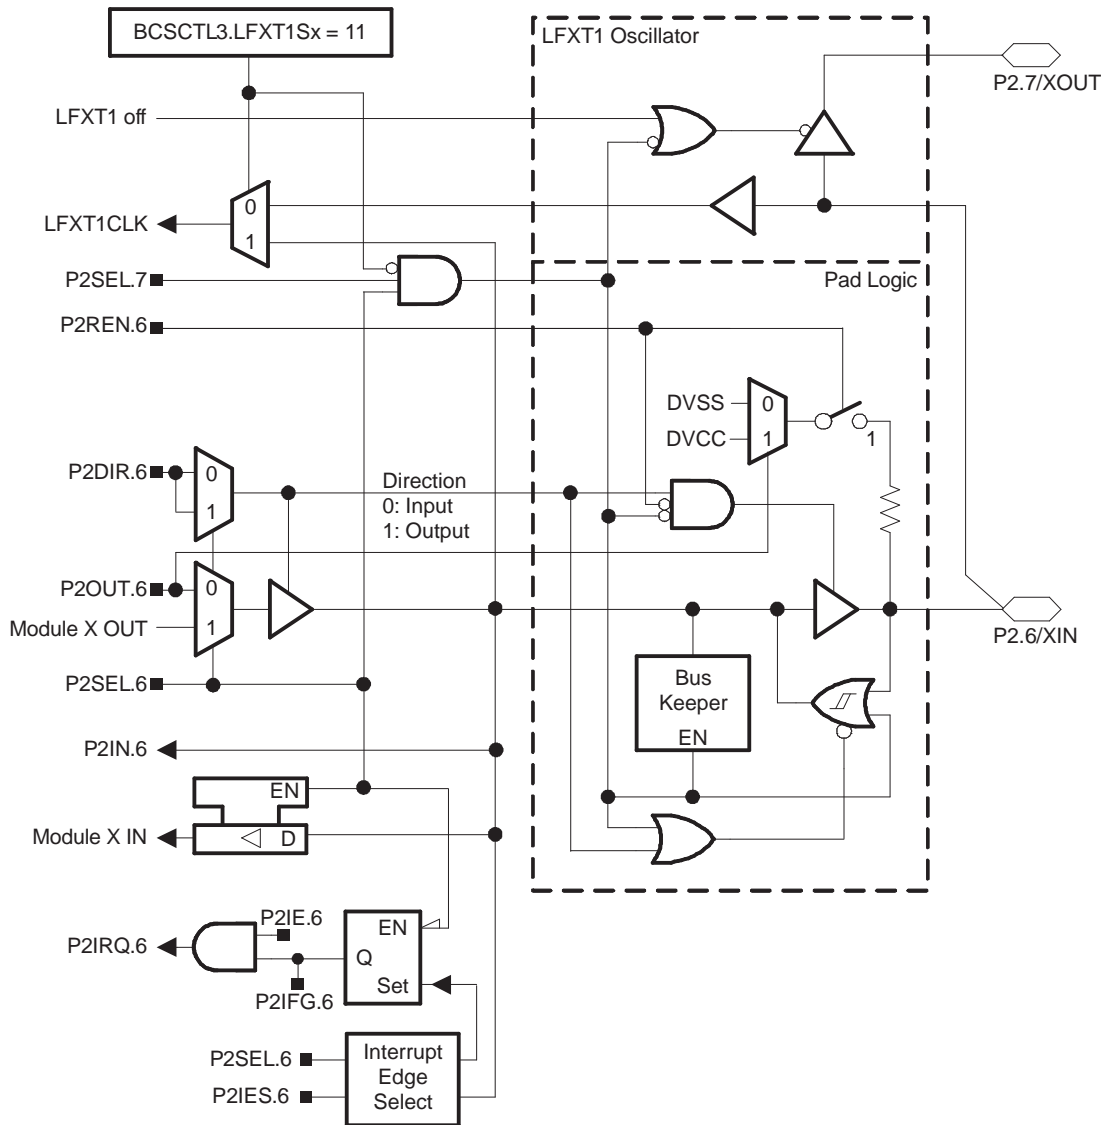 BCSCTL3.LFXT1Sx = 11
LFXT1 Oscillator
P2.7/XOUT
LFXT1 off
0
LFXT1CLK
1
P2SEL.7
Pad Logic
P2REN.6
DVSS
0
DVCC
1
1
P2DIR.6
0
1
Direction
0: Input
1: Output
P2OUT.6
0
Module X OUT
1
P2.6/XIN
P2SEL.6
Bus
Keeper
EN
P2IN.6
EN
Module X IN
D
P2IE.6
EN
P2IRQ.6
Q
Set
P2IFG.6
P2SEL.6
Interrupt
Edge
Select
P2IES.6